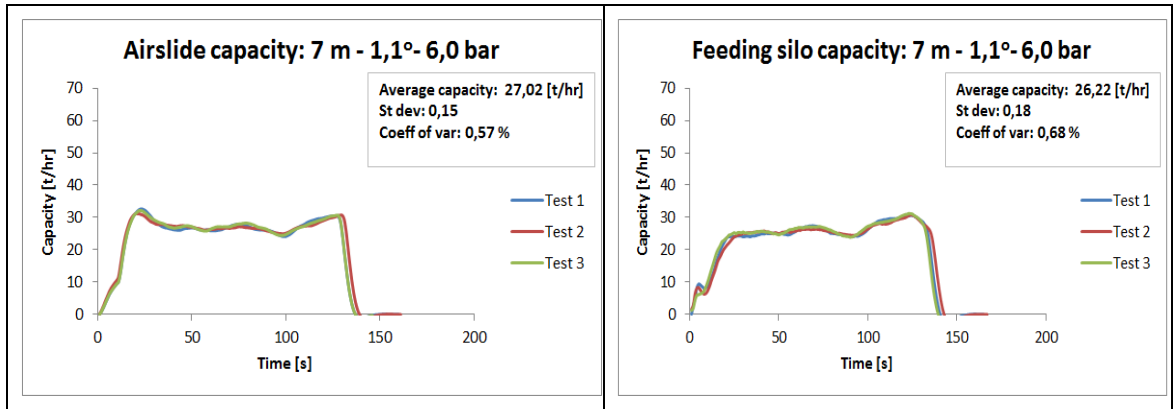 Airslide capacity: 7 m - 1,1º- 6,0 bar
Average capacity: 27,02 [t/hr]
St dev: 0,15
Coeff of var: 0,57 %
Capacity [t/hr]
70
60
50
40
30
20
10
0
0 50 100 150 200
Time [s]
Test 1
Test 2
Test 3
Feeding silo capacity: 7 m - 1,1º- 6,0 bar
Average capacity: 26,22 [t/hr]
St dev: 0,18
Coeff of var: 0,68 %
Capacity [t/hr]
70
60
50
40
30
20
10
0
0 50 100 150 200
Time [s]
Test 1
Test 2
Test 3